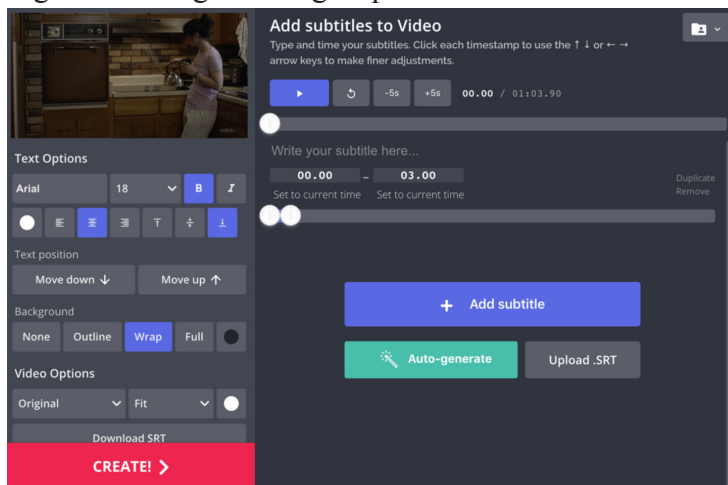 Add subtitles to Video
Type and time your subtitles. Click each timestamp to use the ↑ ↓ or ← →
arrow keys to make finer adjustments.
-5s +5s 00.00 / 01:03.90
Write your subtitle here...
00.00 – 03.00
Set to current time Set to current time
Duplicate
Remove
+ Add subtitle
Auto-generate Upload .SRT
Text Options
Arial 18 B I
Text position
Move down ↓ Move up ↑
Background
None Outline Wrap Full
Video Options
Original Fit
Download SRT
CREATE!